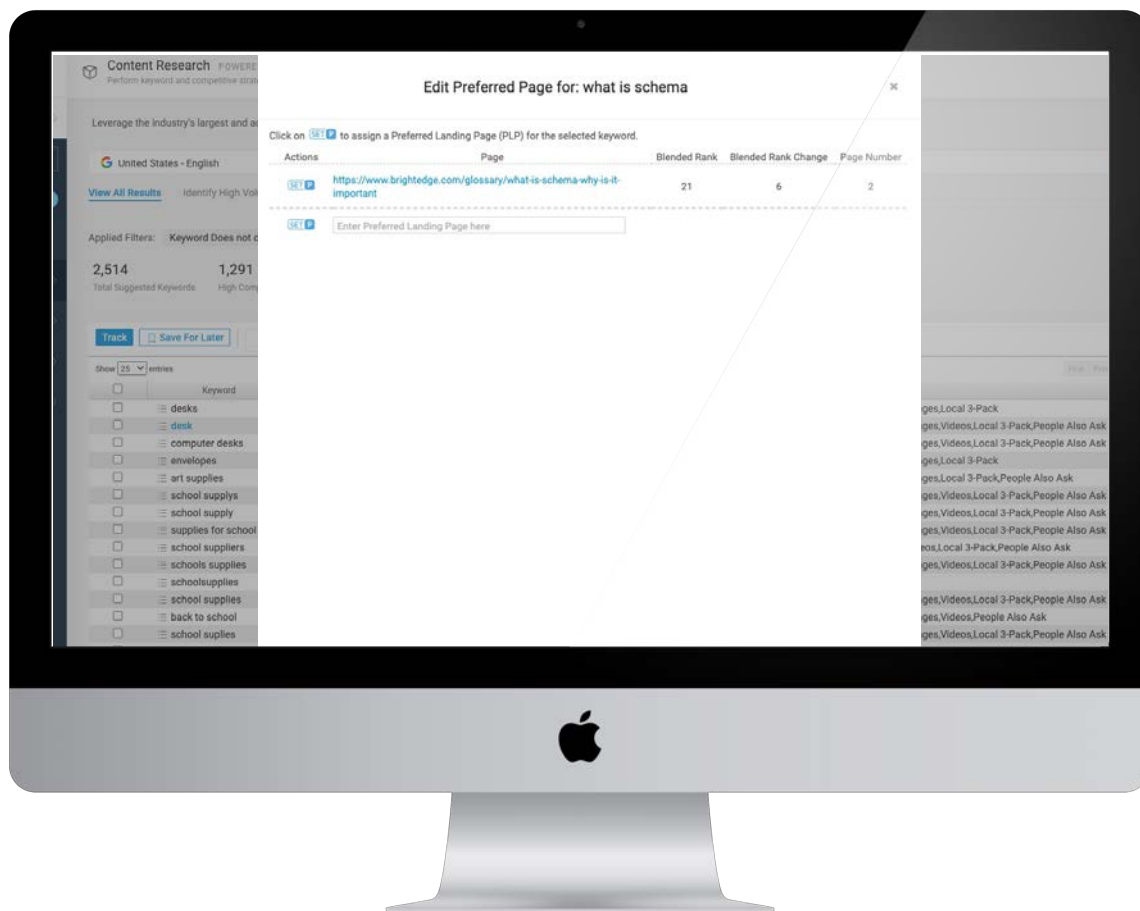 Content Research POWERE
Perform keyword and competitive strat
Edit Preferred Page for: what is schema
Leverage the industry's largest and ac
Click on SET P to assign a Preferred Landing Page (PLP) for the selected keyword.
Actions Page Blended Rank Blended Rank Change Page Number
United States - English
SET P https://www.brightedge.com/glossary/what-is-schema-why-is-it-
important 21 6 2
View All Results Identify High Vol
SET P Enter Preferred Landing Page here
Applied Filters: Keyword Does not c
2,514 1,291
Total Suggested Keywords High Com
Track Save For Later
Show 25 entries
Keyword
desks ges,Local 3-Pack
desk ges,Videos,Local 3-Pack,People Also Ask
computer desks ges,Videos,Local 3-Pack,People Also Ask
envelopes ges,Local 3-Pack
art supplies ges,Local 3-Pack,People Also Ask
school supplys ges,Videos,Local 3-Pack,People Also Ask
school supply ges,Videos,Local 3-Pack,People Also Ask
supplies for school ges,Videos,Local 3-Pack,People Also Ask
school suppliers eos,Local 3-Pack,People Also Ask
schools supplies ges,Videos,Local 3-Pack,People Also Ask
schoolsupplies
school supplies ges,Videos,Local 3-Pack,People Also Ask
back to school ges,Videos,People Also Ask
school suplies ges,Videos,Local 3-Pack,People Also Ask